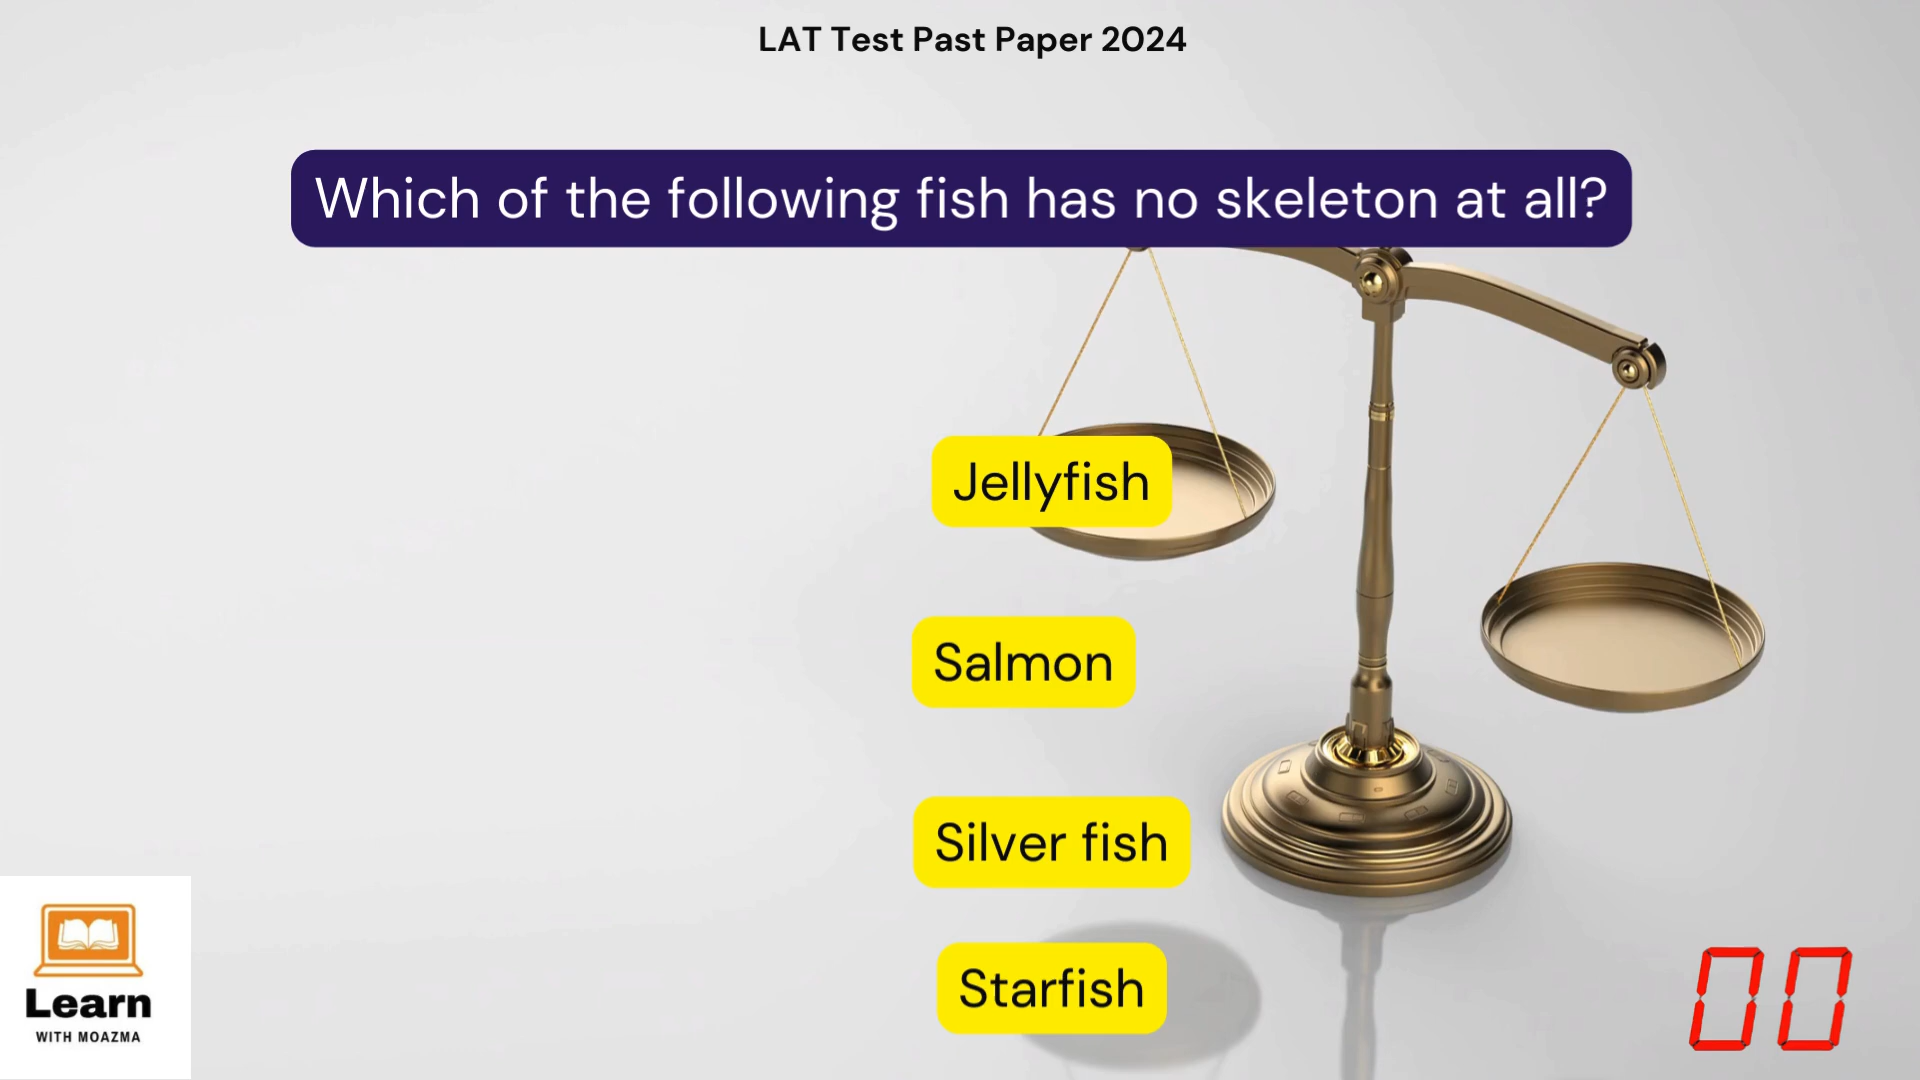 LAT Test Past Paper 2024
Which of the following fish has no skeleton at all?
Jellyfish
Salmon
Silver fish
Starfish
Learn
WITH MOAZMA
00